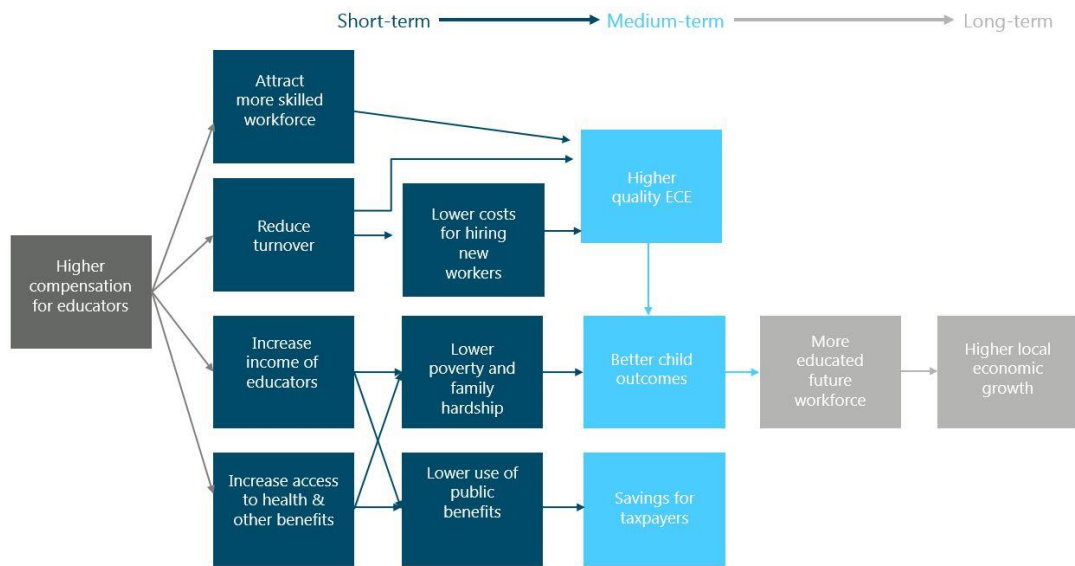 Short-term
Medium-term
Long-term
Attract
more skilled
workforce
Reduce
turnover
Lower costs
for hiring
new
workers
Higher
quality ECE
Higher
compensation
for educators
Increase
income of
educators
Lower
poverty and
family
hardship
Better child
outcomes
More
educated
future
workforce
Higher local
economic
growth
Increase access
to health &
other benefits
Lower use of
public
benefits
Savings for
taxpayers